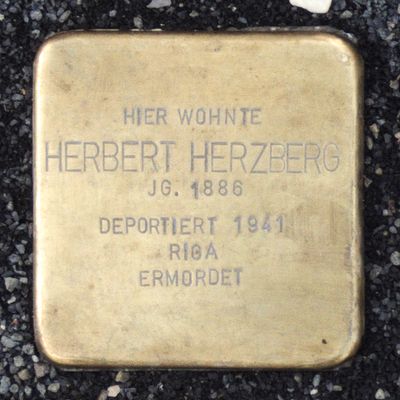 HIER WOHNTE
HERBERT HERZBERG
JG. 1886
DEPORTIERT 1941
RIGA
ERMORDET